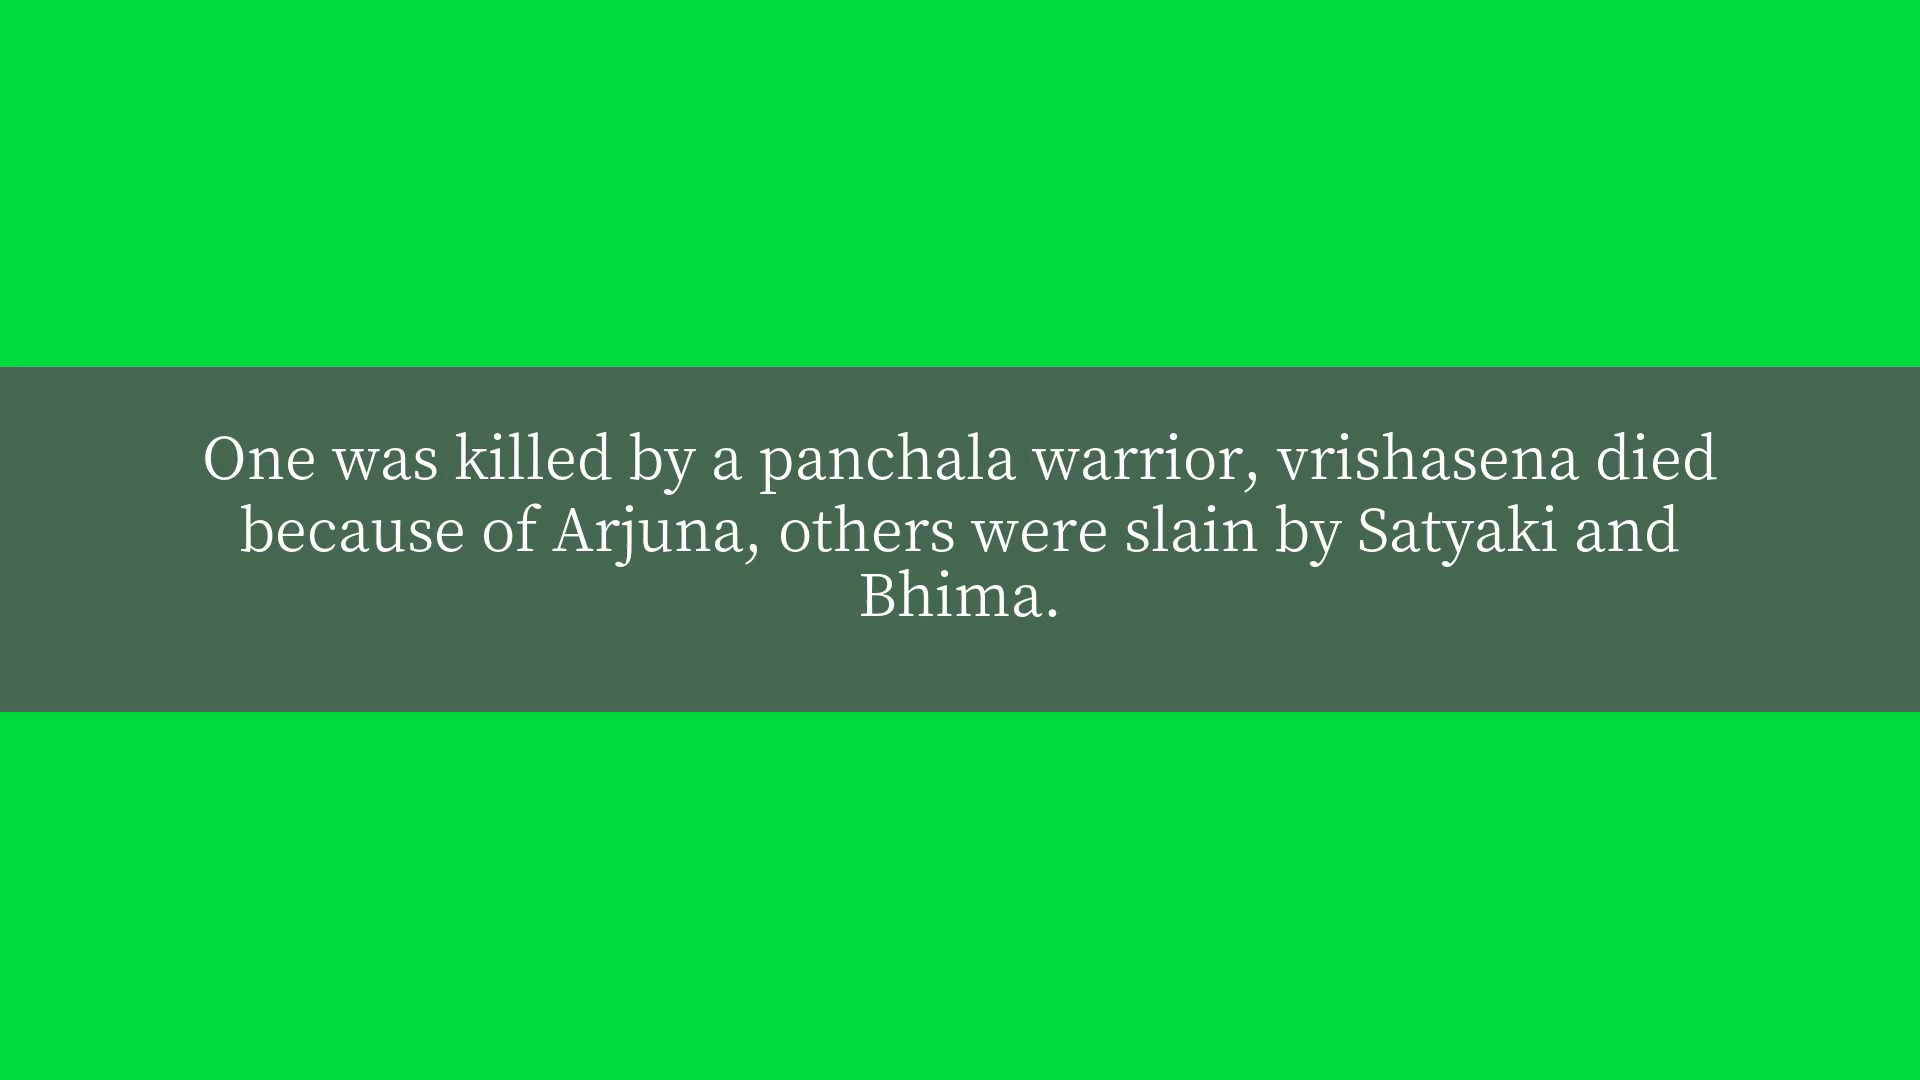 One was killed by a panchala warrior, vrishasena died
because of Arjuna, others were slain by Satyaki and
Bhima.